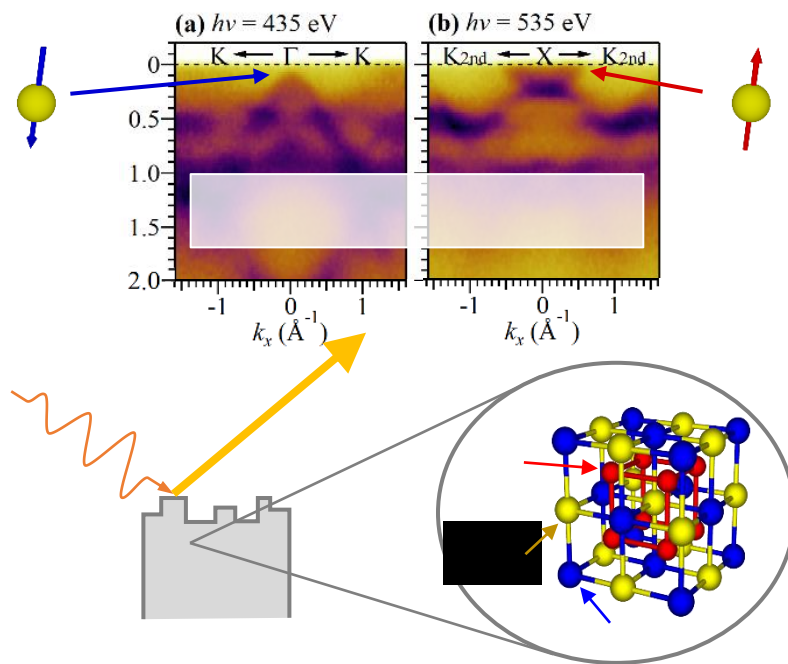 (a) hν = 435 eV
(b) hν = 535 eV
K Γ K
K2nd X K2nd
0
0.5
1.0
1.5
2.0
-1 0 1
-1 0 1
kx (Å-1)
kx (Å-1)